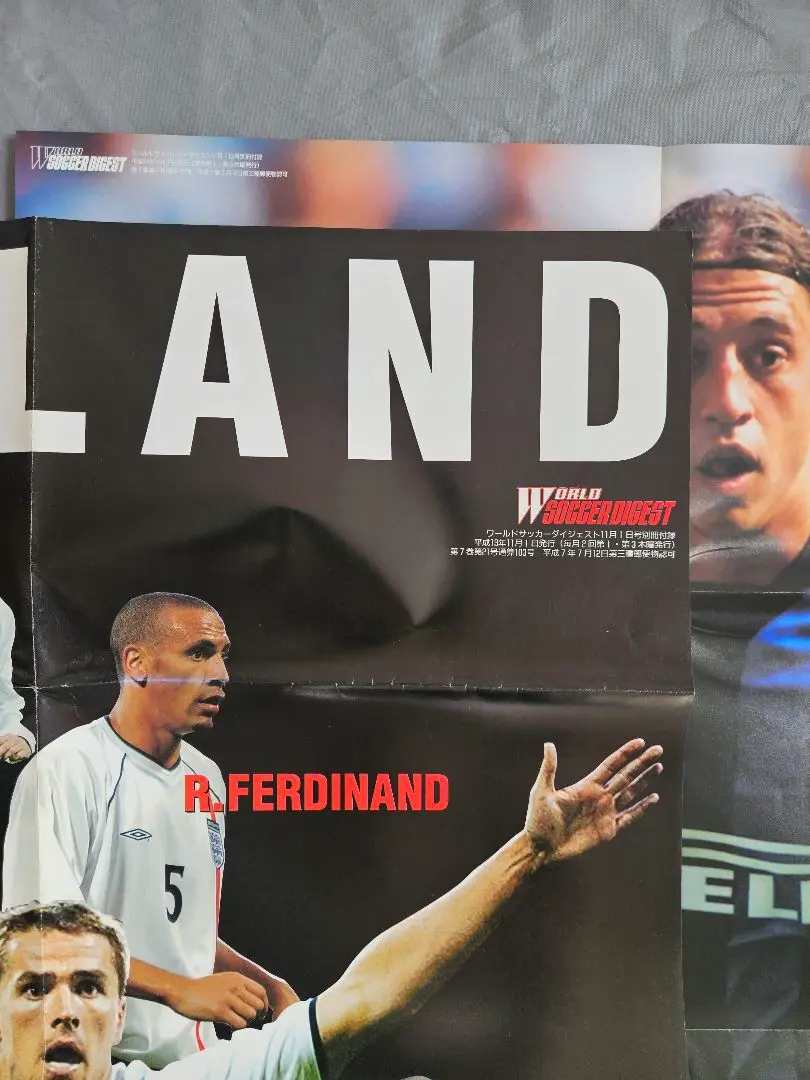 WORLD
SOCCER DIGEST
LAND
WORLD
SOCCER DIGEST
ワールドサッカーダイジェスト11月1日号別冊付録
平成13年11月1日発行(毎月2回第1・第3木曜発行)
第7巻第21号通算103号 平成7年7月12日第三種郵便物認可
R.FERDINAND
5
ELL